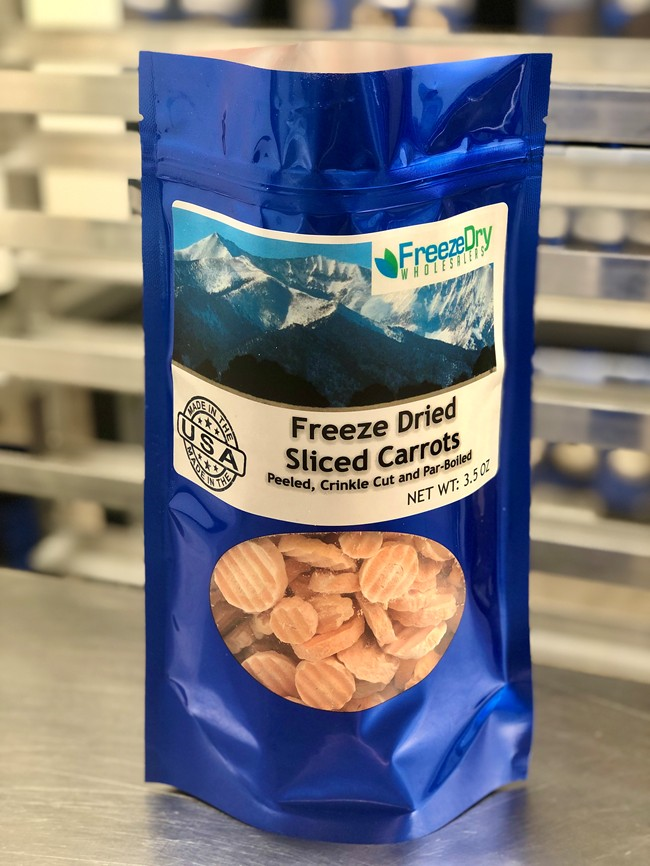 FreezeDry
WHOLESALERS
MADE IN THE
USA
MADE IN THE
Freeze Dried
Sliced Carrots
Peeled, Crinkle Cut and Par-Boiled
NET WT: 3.5 OZ